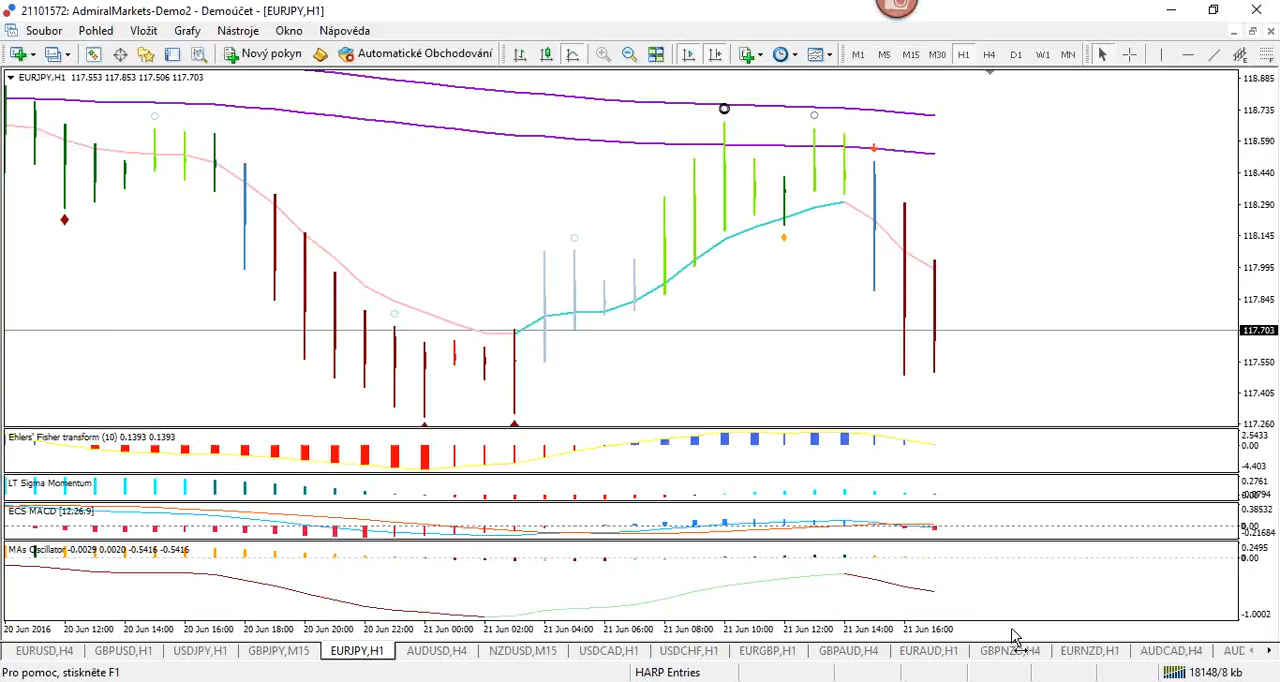 21101572: AdmiralMarkets-Demo2 - Demoúčet - [EURJPY,H1]
Soubor Pohled Vložit Grafy Nástroje Okno Nápověda
Nový pokyn Automatické Obchodování M1 M5 M15 M30 H1 H4 D1 W1 MN
EURJPY,H1 117.553 117.853 117.506 117.703
118.885
118.735
118.590
118.440
118.290
118.145
117.995
117.845
117.703
117.550
117.405
117.260
Ehlers' Fisher transform (10) 0.1393 0.1393
2.5433
0.00
-4.403
LT Sigma Momentum
0.2761
ECS MACD [12,26,9]
0.38532
0.00
-0.21684
MAs Oscillator -0.0029 0.0020 -0.5416 -0.5416
0.2495
0.00
-1.0002
20 Jun 2016 20 Jun 12:00 20 Jun 14:00 20 Jun 16:00 20 Jun 18:00 20 Jun 20:00 20 Jun 22:00 21 Jun 00:00 21 Jun 02:00 21 Jun 04:00 21 Jun 06:00 21 Jun 08:00 21 Jun 10:00 21 Jun 12:00 21 Jun 14:00 21 Jun 16:00
EURUSD,H4 GBPUSD,H1 USDJPY,H1 GBPJPY,M15 EURJPY,H1 AUDUSD,H4 NZDUSD,M15 USDCAD,H1 USDCHF,H1 EURGBP,H1 GBPAUD,H4 EURAUD,H1 GBPNZD,H4 EURNZD,H1 AUDCAD,H4 AUD
Pro pomoc, stiskněte F1 HARP Entries 18148/8 kb